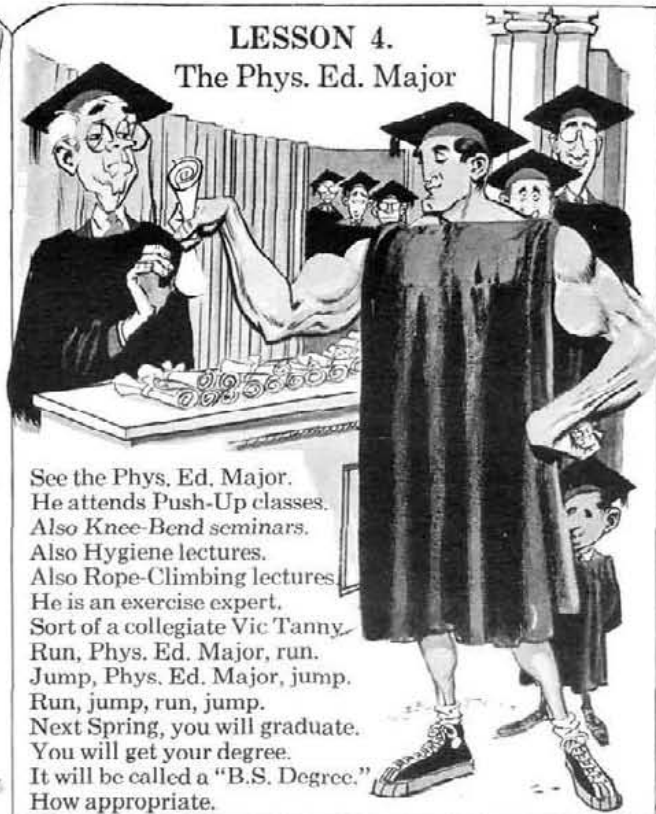 LESSON 4.
The Phys. Ed. Major
See the Phys. Ed. Major.
He attends Push-Up classes.
Also Knee-Bend seminars.
Also Hygiene lectures.
Also Rope-Climbing lectures.
He is an exercise expert.
Sort of a collegiate Vic Tanny.
Run, Phys. Ed. Major, run.
Jump, Phys. Ed. Major, jump.
Run, jump, run, jump.
Next Spring, you will graduate.
You will get your degree.
It will be called a "B.S. Degree."
How appropriate.